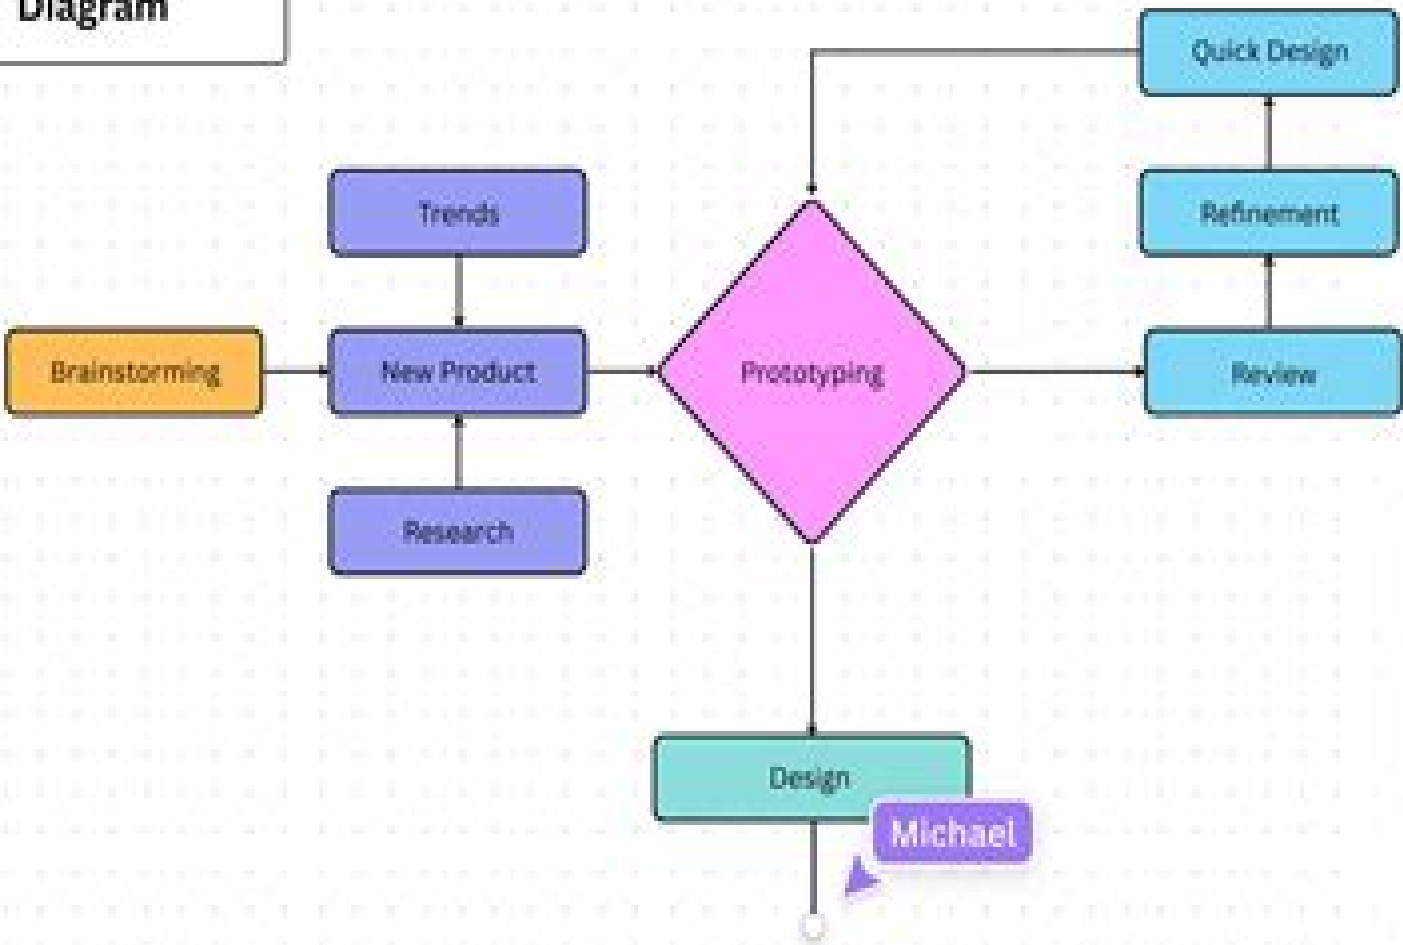 Diagram
Quick Design
Trends
Refinement
Brainstorming
New Product
Prototyping
Review
Research
Design
Michael